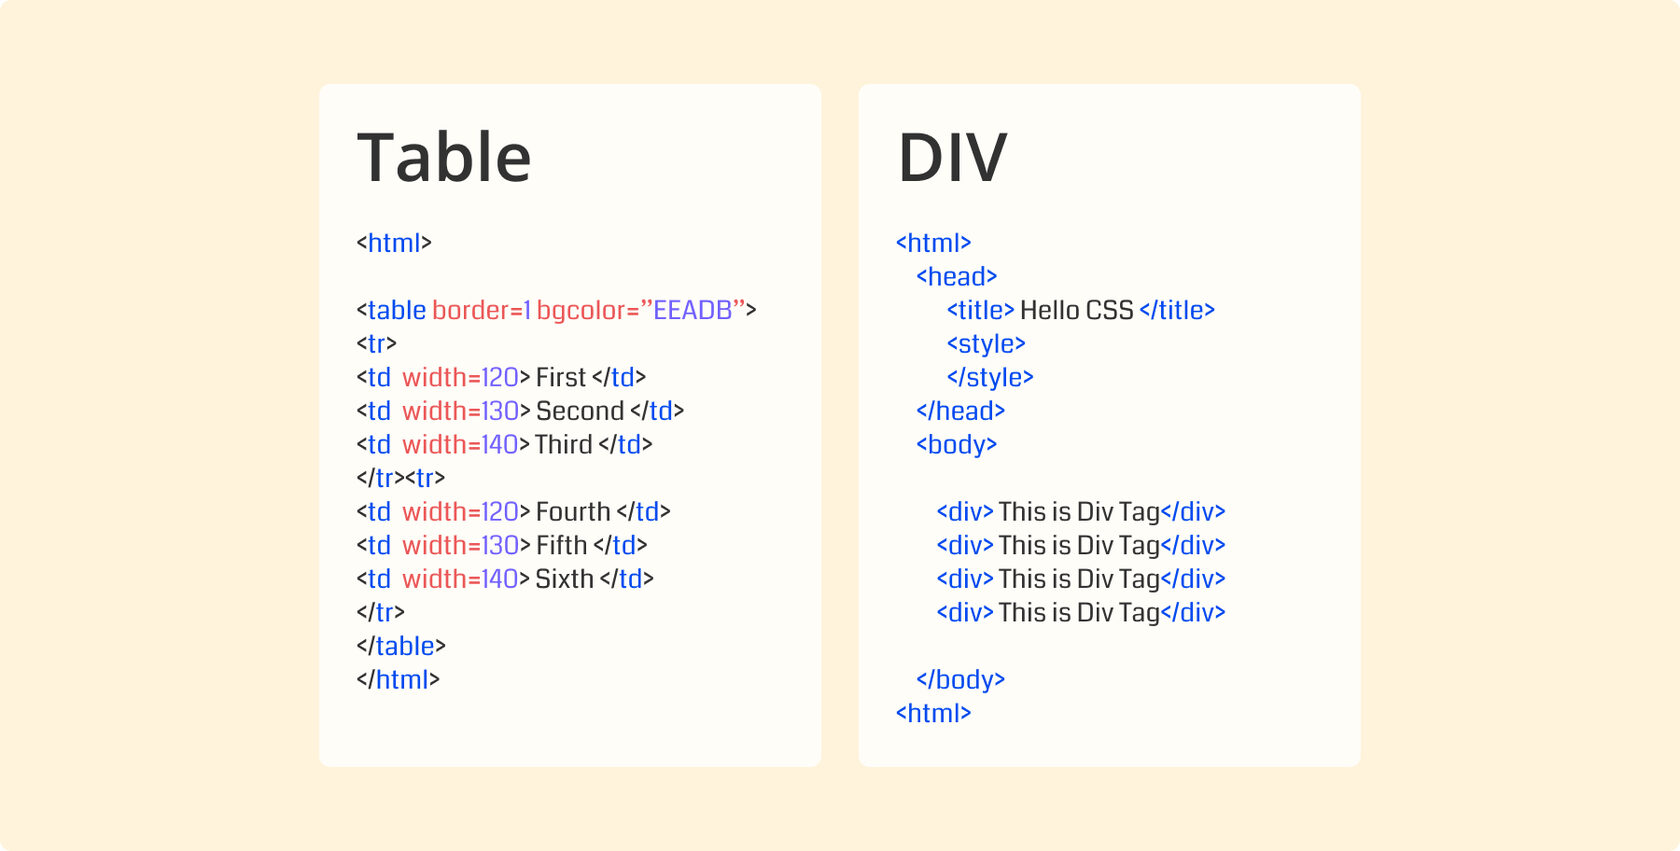 Table
<html>
<table border=1 bgcolor=”EEADB”>
<tr>
<td  width=120> First </td>
<td  width=130> Second </td>
<td  width=140> Third </td>
</tr><tr>
<td  width=120> Fourth </td>
<td  width=130> Fifth </td>
<td  width=140> Sixth </td>
</tr>
</table>
</html>
DIV
<html>
<head>
<title> Hello CSS </title>
<style>
</style>
</head>
<body>
<div> This is Div Tag</div>
<div> This is Div Tag</div>
<div> This is Div Tag</div>
<div> This is Div Tag</div>
</body>
<html>